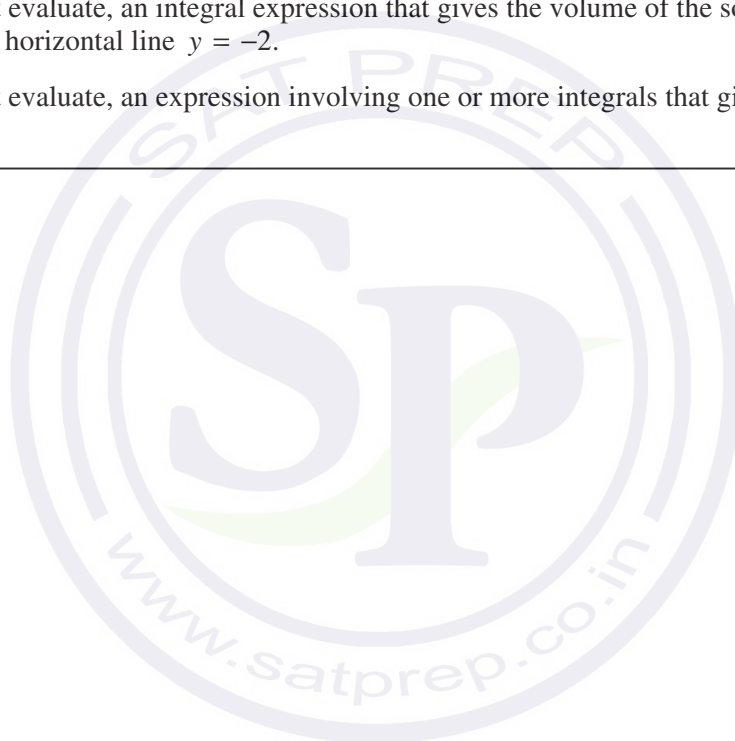 evaluate, an integral expression that gives the volume of the so
horizontal line y = −2.
evaluate, an expression involving one or more integrals that gi
SAT PREP
SP
www.satprep.co.in